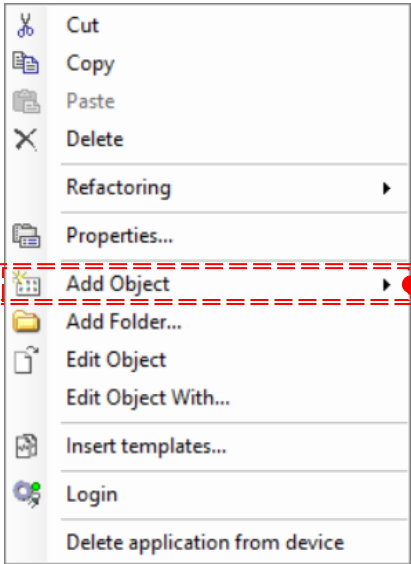 Cut
Copy
Paste
Delete
Refactoring
Properties...
Add Object
Add Folder...
Edit Object
Edit Object With...
Insert templates...
Login
Delete application from device